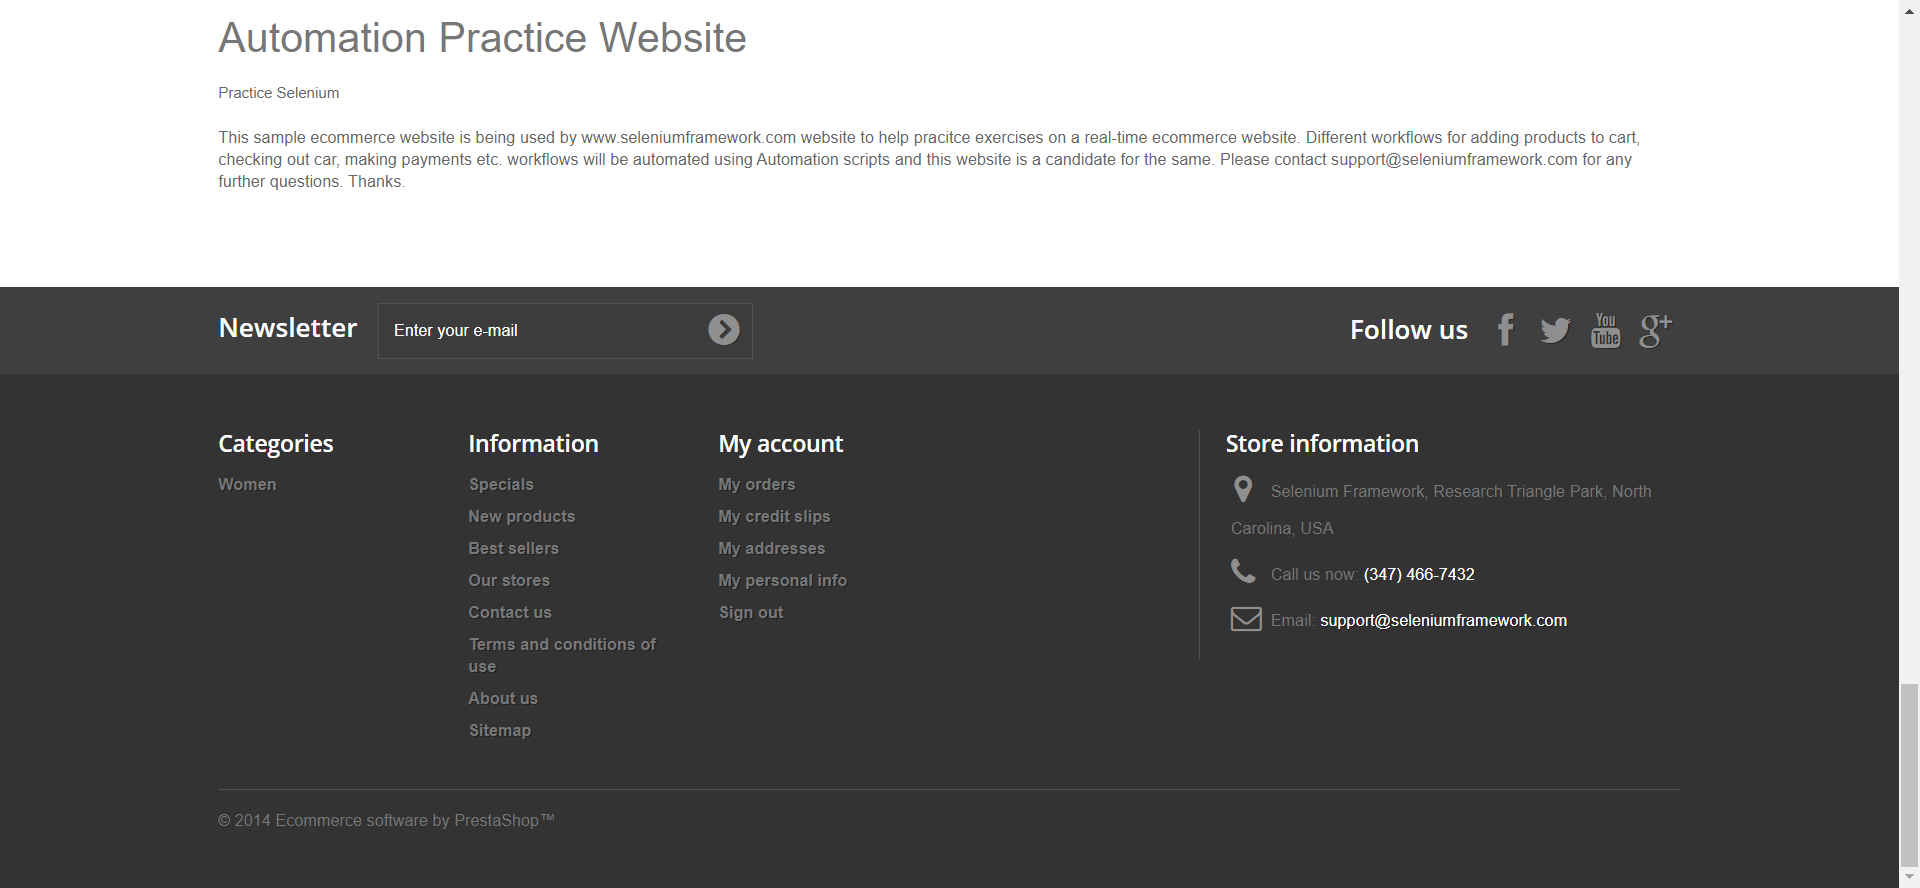 Automation Practice Website
Practice Selenium
This sample ecommerce website is being used by www.seleniumframework.com website to help pracitce exercises on a real-time ecommerce website. Different workflows for adding products to cart,
checking out car, making payments etc. workflows will be automated using Automation scripts and this website is a candidate for the same. Please contact support@seleniumframework.com for any
further questions. Thanks.
Newsletter
Enter your e-mail
Follow us
You
Tube
g+
Categories
Women
Information
Specials
New products
Best sellers
Our stores
Contact us
Terms and conditions of
use
About us
Sitemap
My account
My orders
My credit slips
My addresses
My personal info
Sign out
Store information
Selenium Framework, Research Triangle Park, North
Carolina, USA
Call us now: (347) 466-7432
Email: support@seleniumframework.com
© 2014 Ecommerce software by PrestaShop™